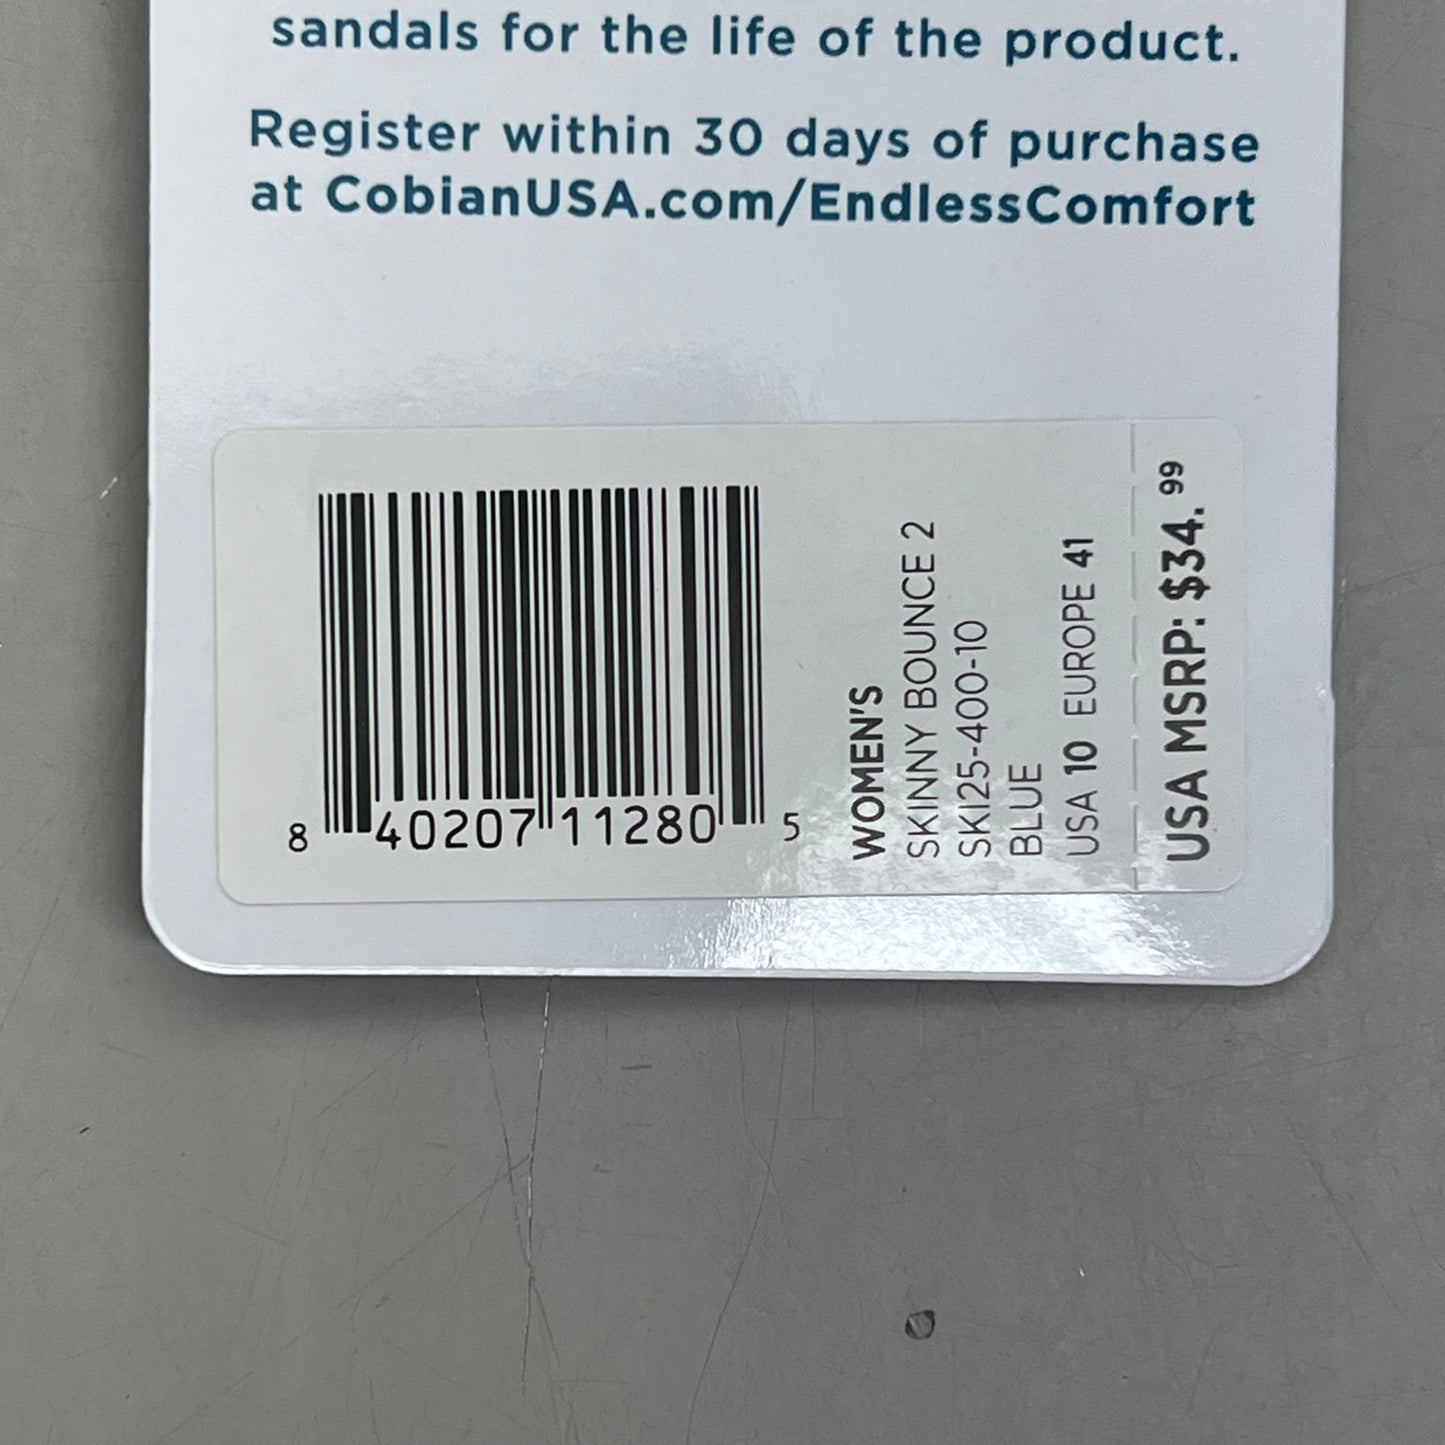 sandals for the life of the product.
Register within 30 days of purchase
at CobianUSA.com/EndlessComfort
8 40207 11280 5
WOMEN'S
SKINNY BOUNCE 2
SKI25-400-10
BLUE
USA 10 EUROPE 41
USA MSRP: $34.99